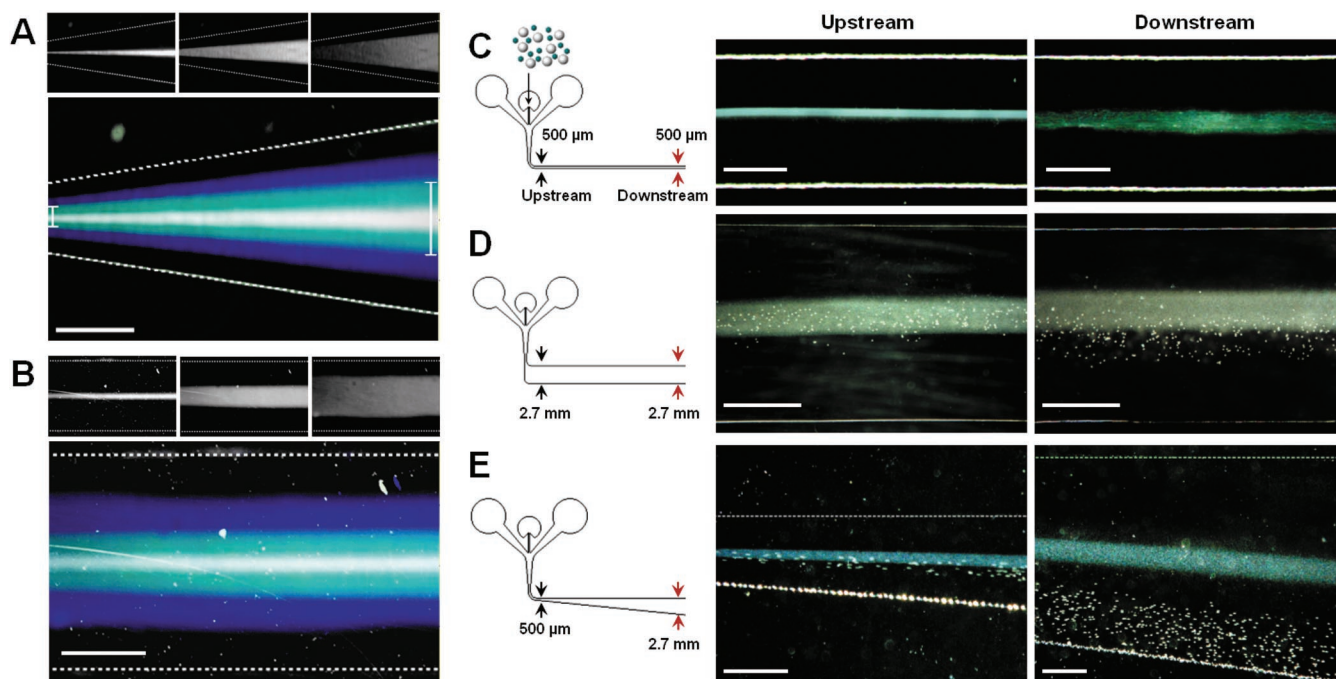 A
B
Upstream
Downstream
C
500 µm
500 µm
Upstream
Downstream
D
2.7 mm
2.7 mm
E
500 µm
2.7 mm